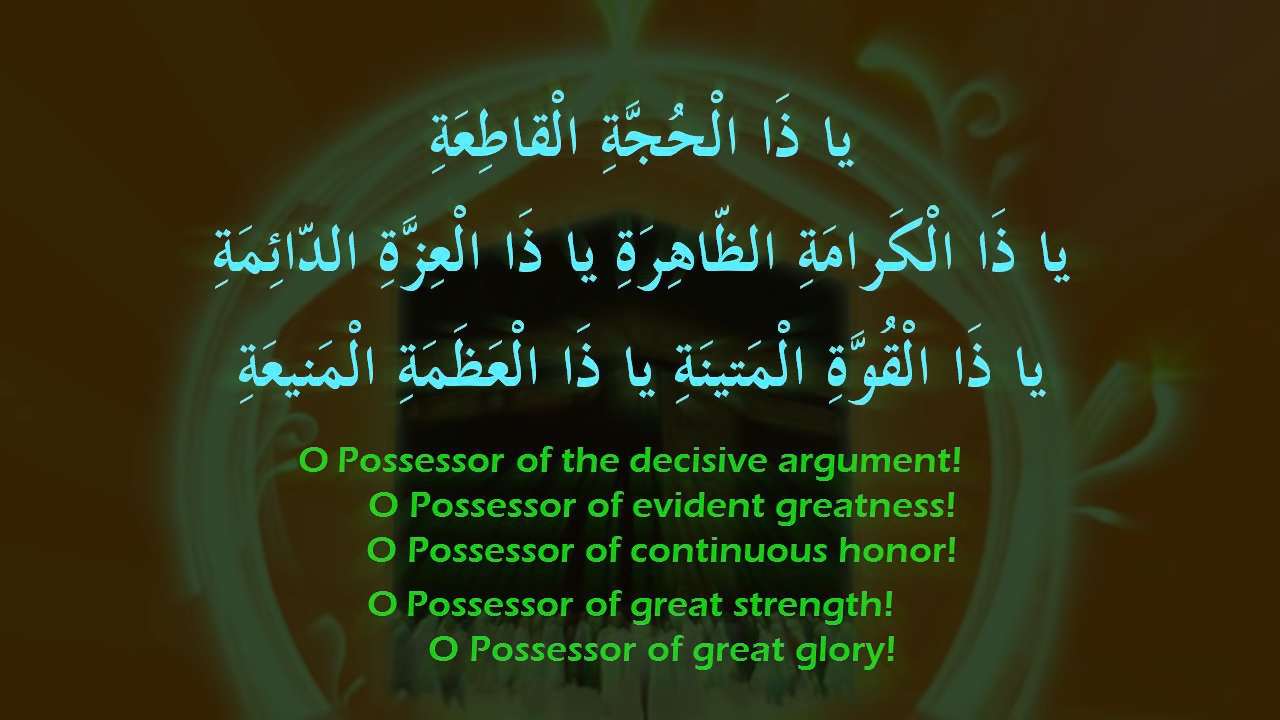 يا ذَا الْحُجَّةِ الْقاطِعَةِ
يا ذَا الْكَرامَةِ الظّاهِرَةِ يا ذَا الْعِزَّةِ الدّائِمَةِ
يا ذَا الْقُوَّةِ الْمَتينَةِ يا ذَا الْعَظَمَةِ الْمَنيعَةِ
O Possessor of the decisive argument!
O Possessor of evident greatness!
O Possessor of continuous honor!
O Possessor of great strength!
O Possessor of great glory!